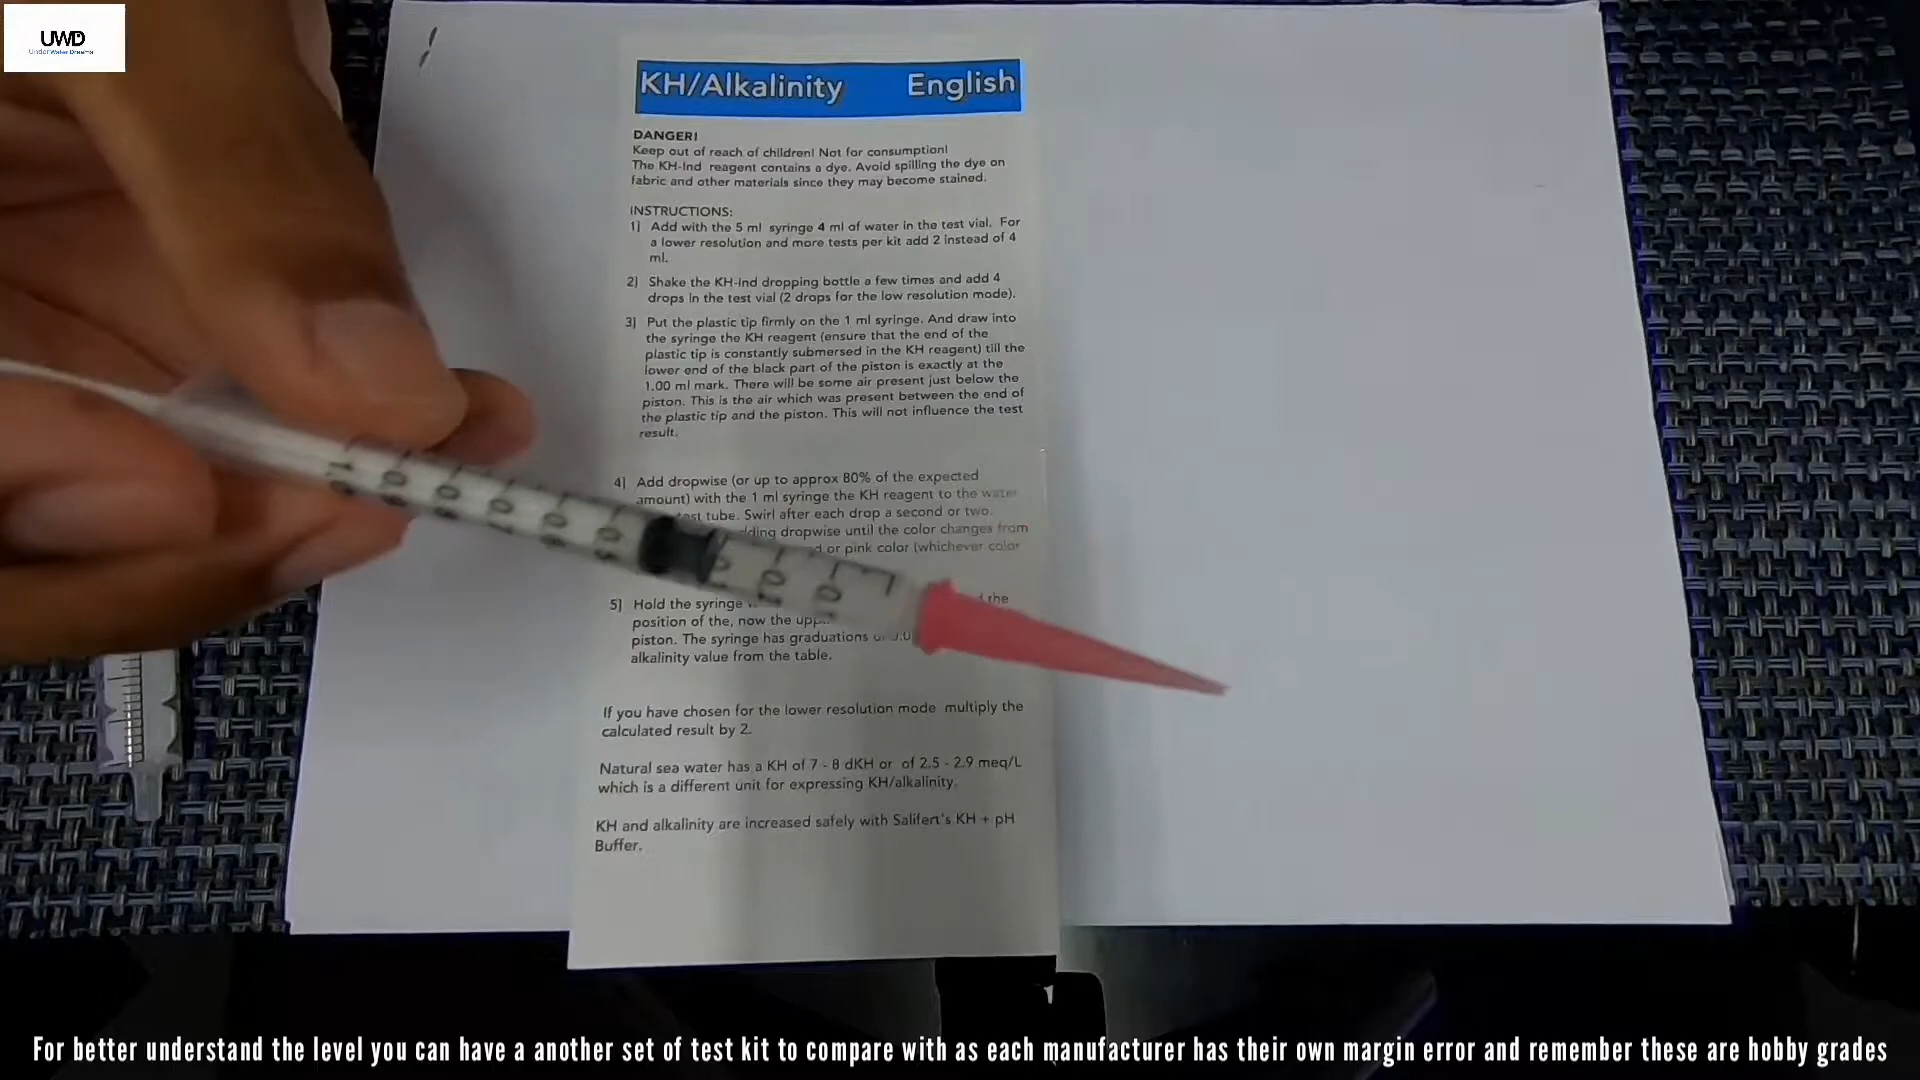 UWD
Under Water Dreams
KH/Alkalinity English
DANGER!
Keep out of reach of children! Not for consumption!
The KH-Ind reagent contains a dye. Avoid spilling the dye on
fabric and other materials since they may become stained.
INSTRUCTIONS:
1) Add with the 5 ml syringe 4 ml of water in the test vial. For
a lower resolution and more tests per kit add 2 instead of 4
ml.
2) Shake the KH-Ind dropping bottle a few times and add 4
drops in the test vial (2 drops for the low resolution mode).
3) Put the plastic tip firmly on the 1 ml syringe. And draw into
the syringe the KH reagent (ensure that the end of the
plastic tip is constantly submersed in the KH reagent) till the
lower end of the black part of the piston is exactly at the
1.00 ml mark. There will be some air present just below the
piston. This is the air which was present between the end of
the plastic tip and the piston. This will not influence the test
result.
4) Add dropwise (or up to approx 80% of the expected
amount) with the 1 ml syringe the KH reagent to the water
test tube. Swirl after each drop a second or two.
dropwise until the color changes from
or pink color (whichever color
5) Hold the syringe the
position of the, now the
piston. The syringe has graduations
alkalinity value from the table.
If you have chosen for the lower resolution mode multiply the
calculated result by 2.
Natural sea water has a KH of 7 - 8 dKH or of 2.5 - 2.9 meq/L
which is a different unit for expressing KH/alkalinity.
KH and alkalinity are increased safely with Salifert's KH + pH
Buffer.
0.8 0.7 0.6 0.5 0.2 0.1
For better understand the level you can have a another set of test kit to compare with as each manufacturer has their own margin error and remember these are hobby grades